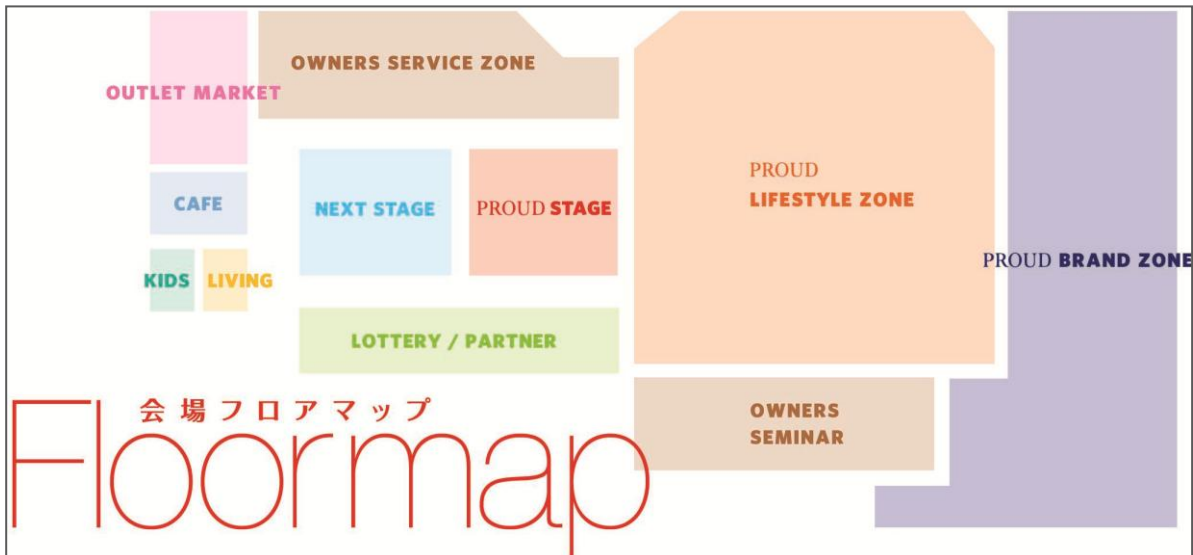 OWNERS SERVICE ZONE
OUTLET MARKET
CAFE
NEXT STAGE
PROUD STAGE
PROUD
LIFESTYLE ZONE
KIDS
LIVING
PROUD BRAND ZONE
LOTTERY / PARTNER
OWNERS
SEMINAR
会場フロアマップ
Floormap